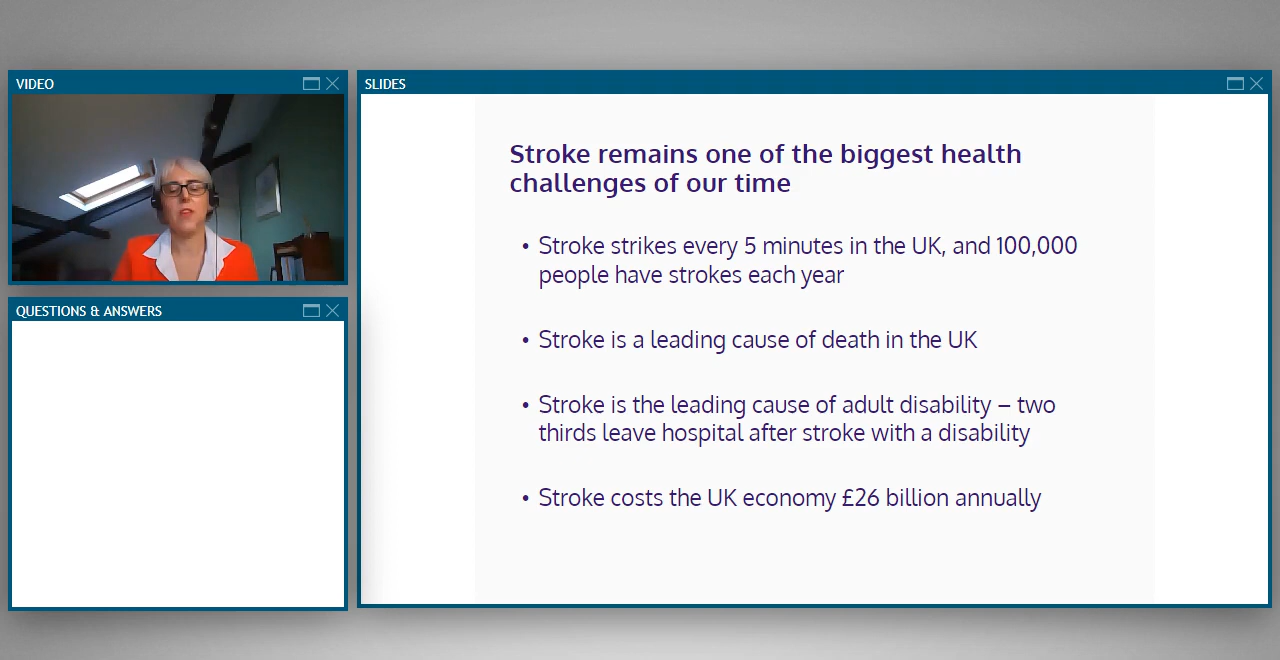 VIDEO
SLIDES
Stroke remains one of the biggest health
challenges of our time
• Stroke strikes every 5 minutes in the UK, and 100,000
people have strokes each year
• Stroke is a leading cause of death in the UK
• Stroke is the leading cause of adult disability – two
thirds leave hospital after stroke with a disability
• Stroke costs the UK economy £26 billion annually
QUESTIONS & ANSWERS